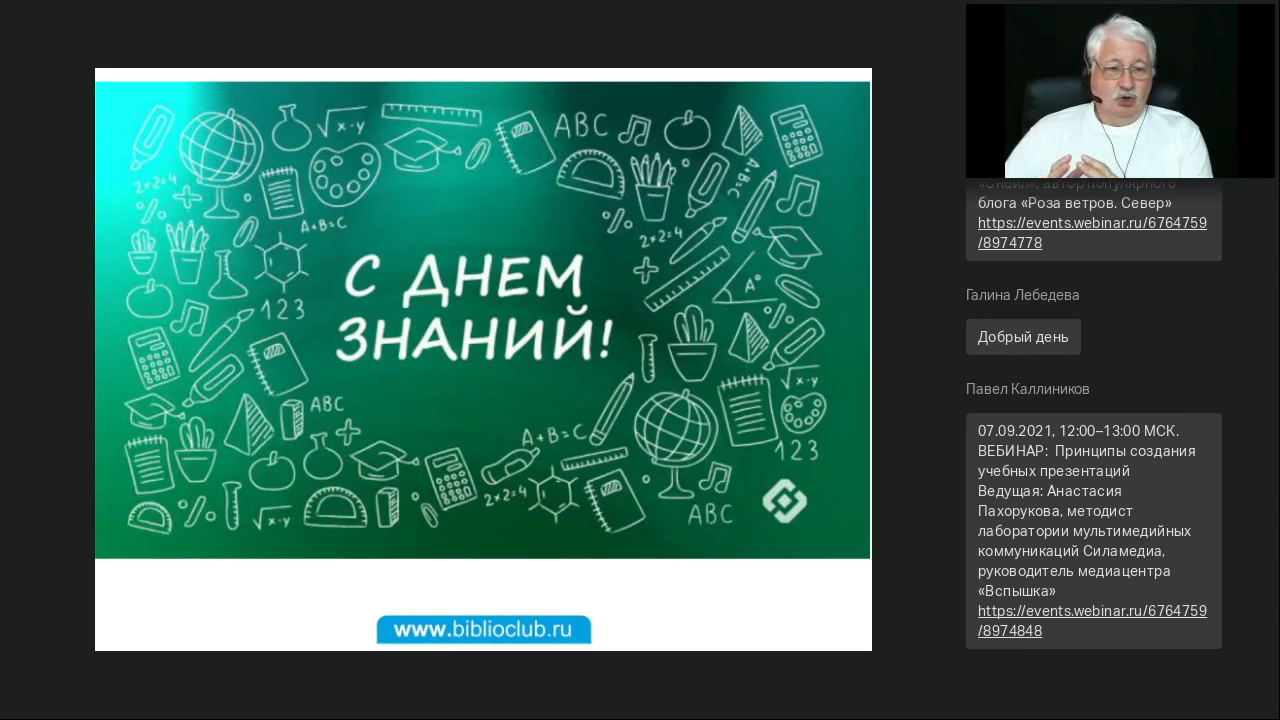 ABC
√x-y
2×2=4
A+B=C
A+B=C
2×2=4
A°
123
С ДНЕМ
ЗНАНИЙ!
√x-y
ABC
A+B=C
123
2×2=4
√x-y
ABC
www.biblioclub.ru
блога «Роза ветров. Север»
https://events.webinar.ru/6764759
/8974778
Галина Лебедева
Добрый день
Павел Каллиников
07.09.2021, 12:00–13:00 МСК.
ВЕБИНАР: Принципы создания
учебных презентаций
Ведущая: Анастасия
Пахорукова, методист
лаборатории мультимедийных
коммуникаций Силамедиа,
руководитель медиацентра
«Вспышка»
https://events.webinar.ru/6764759
/8974848